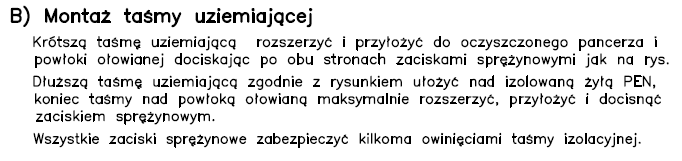 B) Montaż taśmy uziemiającej
Krótszą taśmę uziemiającą rozszerzyć i przyłożyć do oczyszczonego pancerza i
powłoki ołowianej dociskając po obu stronach zaciskami sprężynowymi jak na rys.
Dłuższą taśmę uziemiającą zgodnie z rysunkiem ułożyć nad izolowaną żyłą PEN,
koniec taśmy nad powłoką ołowianą maksymalnie rozszerzyć, przyłożyć i docisnąć
zaciskiem sprężynowym.
Wszystkie zaciski sprężynowe zabezpieczyć kilkoma owinięciami taśmy izolacyjnej.